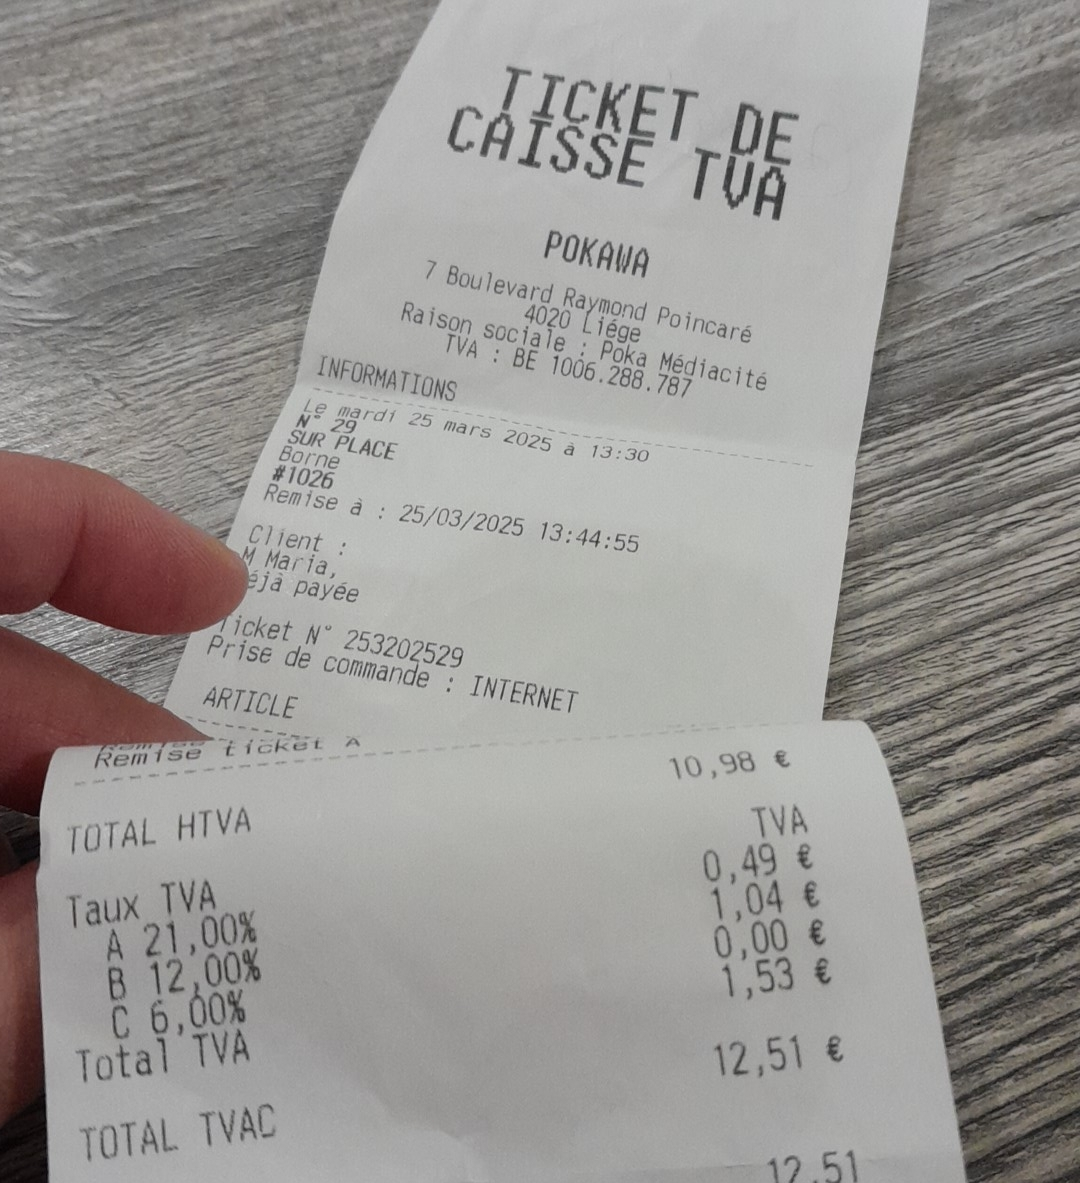 TICKET DE
CAISSE TVA
POKAWA
7 Boulevard Raymond Poincaré
4020 Liége
Raison sociale : Poka Médiacité
TVA : BE 1006.288.787
INFORMATIONS
Le mardi 25 mars 2025 à 13:30
N° 29
SUR PLACE
Borne
#1026
Remise à : 25/03/2025 13:44:55
Client :
M Maria,
éjà payée
Ticket N° 253202529
Prise de commande : INTERNET
ARTICLE
Remise ticket A
TOTAL HTVA 10,98 €
Taux TVA TVA
A 21,00% 0,49 €
B 12,00% 1,04 €
C 6,00% 0,00 €
Total TVA 1,53 €
TOTAL TVAC 12,51 €
12,51